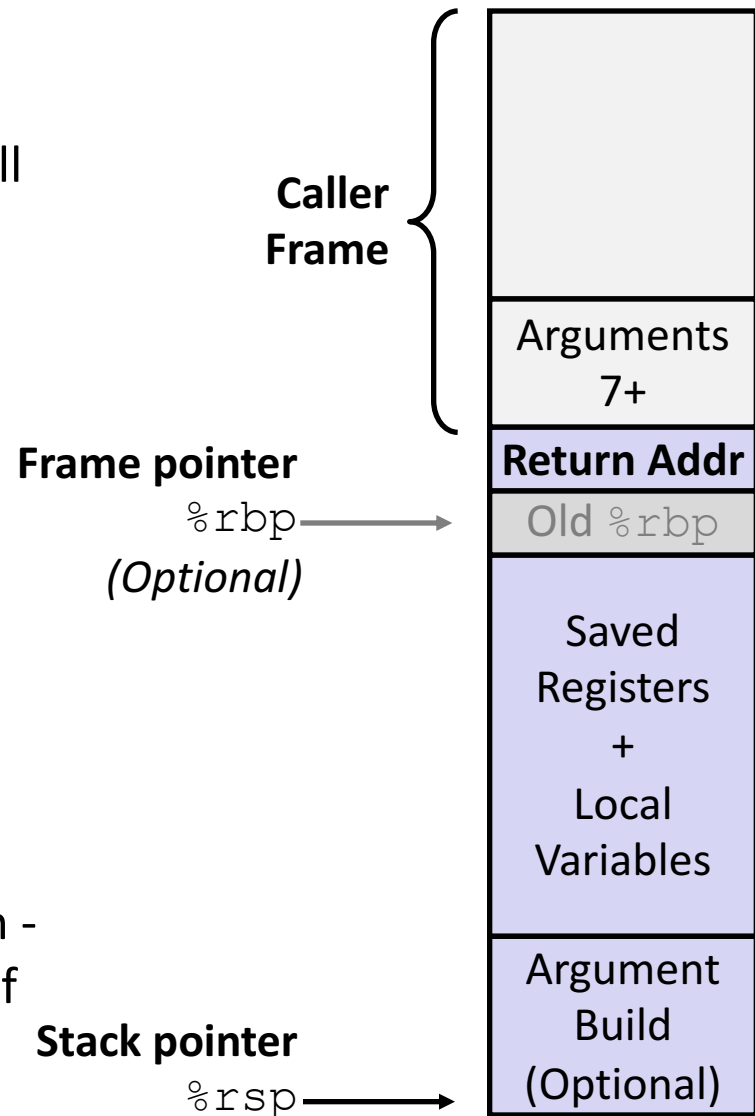 ll
Caller
Frame
Arguments
7+
Return Addr
Frame pointer
%rbp
(Optional)
Old %rbp
Saved
Registers
+
Local
Variables
n -
f
Argument
Build
(Optional)
Stack pointer
%rsp